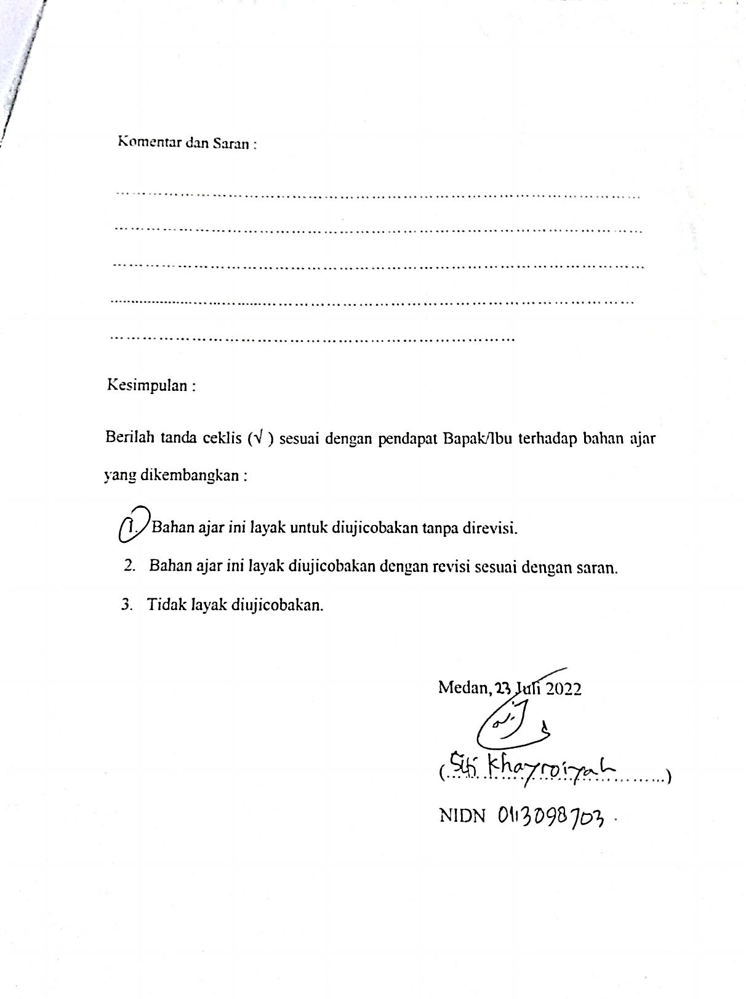 Komentar dan Saran :
Kesimpulan :
Berilah tanda ceklis (√ ) sesuai dengan pendapat Bapak/Ibu terhadap bahan ajar
yang dikembangkan :
1. Bahan ajar ini layak untuk diujicobakan tanpa direvisi.
2. Bahan ajar ini layak diujicobakan dengan revisi sesuai dengan saran.
3. Tidak layak diujicobakan.
Medan, 23 Juli 2022
(Siti Khayroiyah)
NIDN 0113098703